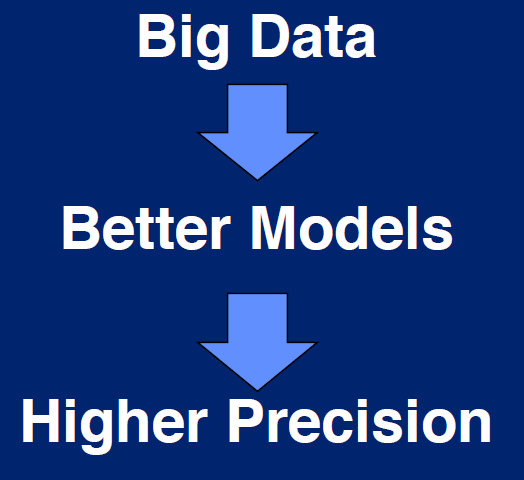 Big Data
Better Models
Higher Precision